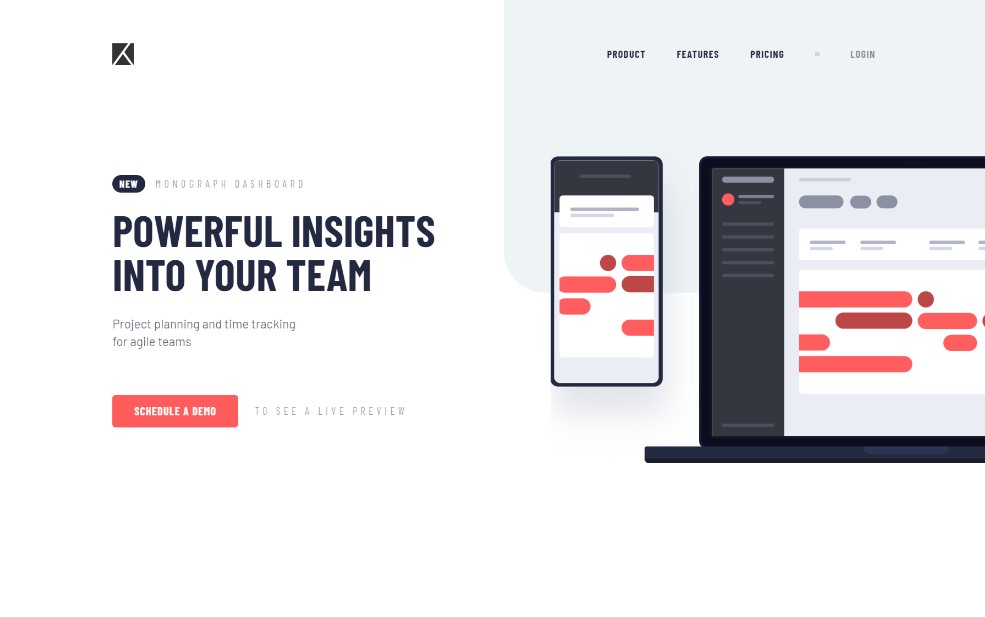 PRODUCT FEATURES PRICING LOGIN
NEW MONOGRAPH DASHBOARD
POWERFUL INSIGHTS
INTO YOUR TEAM
Project planning and time tracking
for agile teams
SCHEDULE A DEMO TO SEE A LIVE PREVIEW